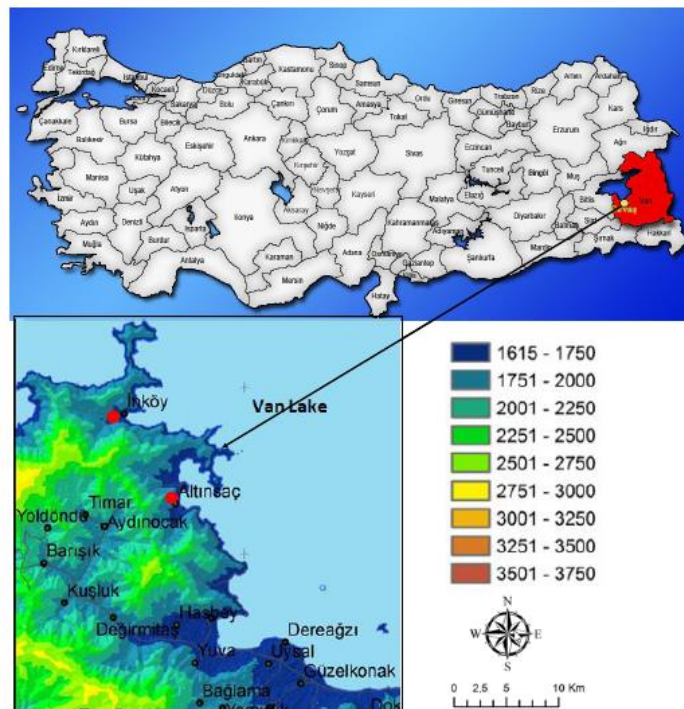 Kırklareli
Edirne
Tekirdağ
İstanbul
Kocaeli
Sakarya
Düzce
Bolu
Zonguldak
Bartın
Karabük
Kastamonu
Sinop
Samsun
Çankırı
Çorum
Amasya
Tokat
Ordu
Giresun
Trabzon
Gümüşhane
Bayburt
Rize
Artvin
Ardahan
Kars
Iğdır
Ağrı
Erzurum
Erzincan
Çanakkale
Balıkesir
Bursa
Bilecik
Eskişehir
Kütahya
Ankara
Kırıkkale
Kırşehir
Yozgat
Sivas
Tunceli
Bingöl
Muş
Bitlis
Van
Manisa
Uşak
Afyon
İzmir
Aydın
Denizli
Muğla
Burdur
Isparta
Antalya
Konya
Aksaray
Nevşehir
Niğde
Kayseri
Malatya
Elazığ
Diyarbakır
Batman
Siirt
Şırnak
Hakkari
Mardin
Kahramanmaraş
Adıyaman
Gaziantep
Şanlıurfa
Osmaniye
Adana
Karaman
Mersin
Hatay
İnköy
Van Lake
Altınsaç
Timar
Yoldöndü
Aydınocak
Barışık
Kuşluk
Değirmitaş
Hasbey
Dereağzı
Yuva
Uysal
Güzelkonak
Bağlama
1615 - 1750
1751 - 2000
2001 - 2250
2251 - 2500
2501 - 2750
2751 - 3000
3001 - 3250
3251 - 3500
3501 - 3750
N
W E
S
0 2.5 5 10 Km